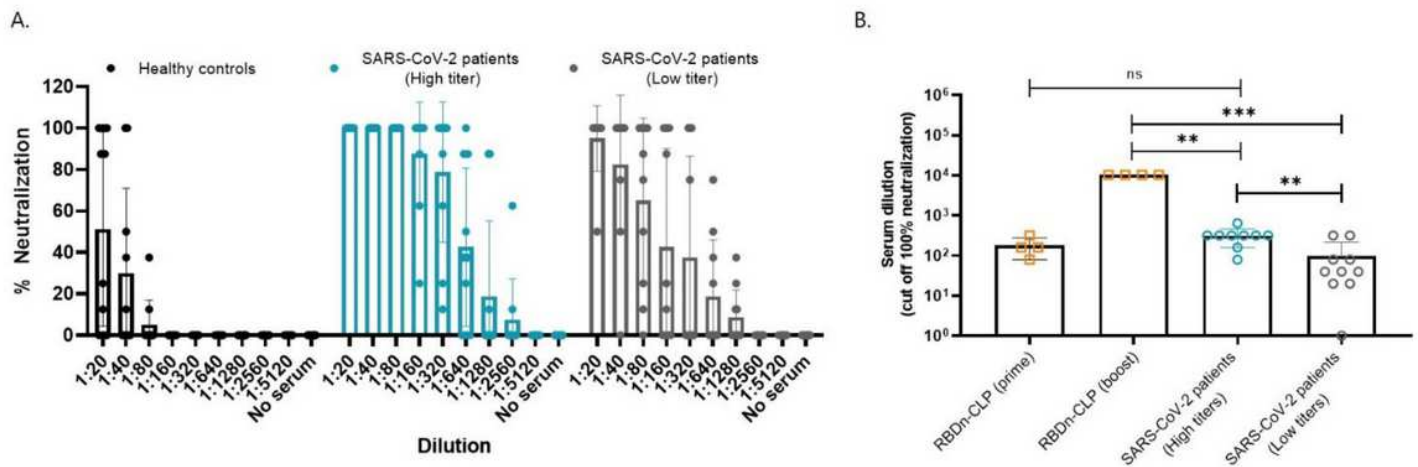 A.
Healthy controls
SARS-CoV-2 patients
(High titer)
SARS-CoV-2 patients
(Low titer)
% Neutralization
120
100
80
60
40
20
0
1:20
1:40
1:80
1:160
1:320
1:640
1:1280
1:2560
1:5120
No serum
1:20
1:40
1:80
1:160
1:320
1:640
1:1280
1:2560
1:5120
No serum
1:20
1:40
1:80
1:160
1:320
1:640
1:1280
1:2560
1:5120
No serum
Dilution
B.
ns
***
**
**
Serum dilution
(cut off 100% neutralization)
10⁶
10⁵
10⁴
10³
10²
10¹
10⁰
RBDn-CLP (prime)
RBDn-CLP (boost)
SARS-CoV-2 patients
(High titers)
SARS-CoV-2 patients
(Low titers)